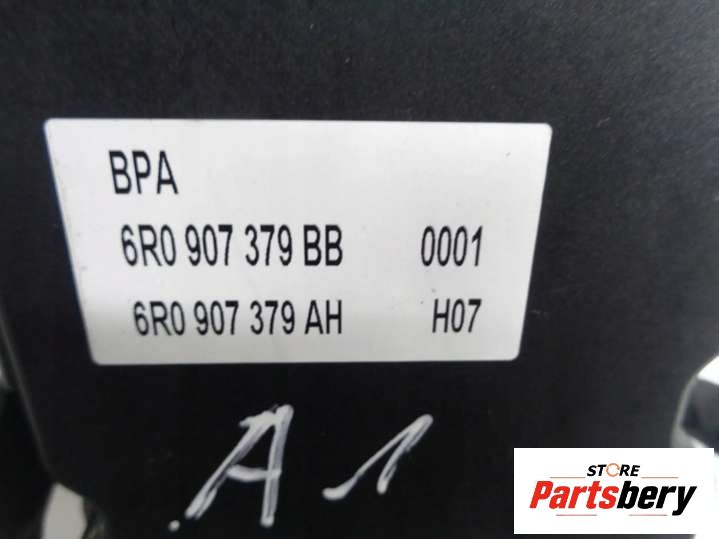 BPA
6R0 907 379 BB 0001
6R0 907 379 AH H07
A1
STORE
Partsbery